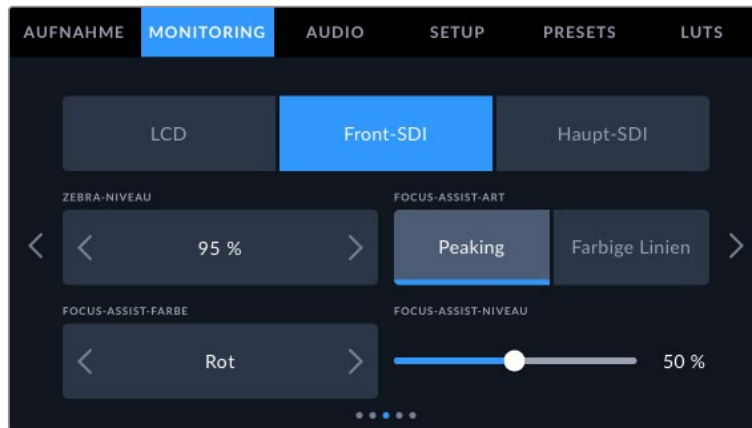 AUFNAHME MONITORING AUDIO SETUP PRESETS LUTS
LCD Front-SDI Haupt-SDI
ZEBRA-NIVEAU FOCUS-ASSIST-ART
95 % Peaking Farbige Linien
FOCUS-ASSIST-FARBE FOCUS-ASSIST-NIVEAU
Rot 50 %